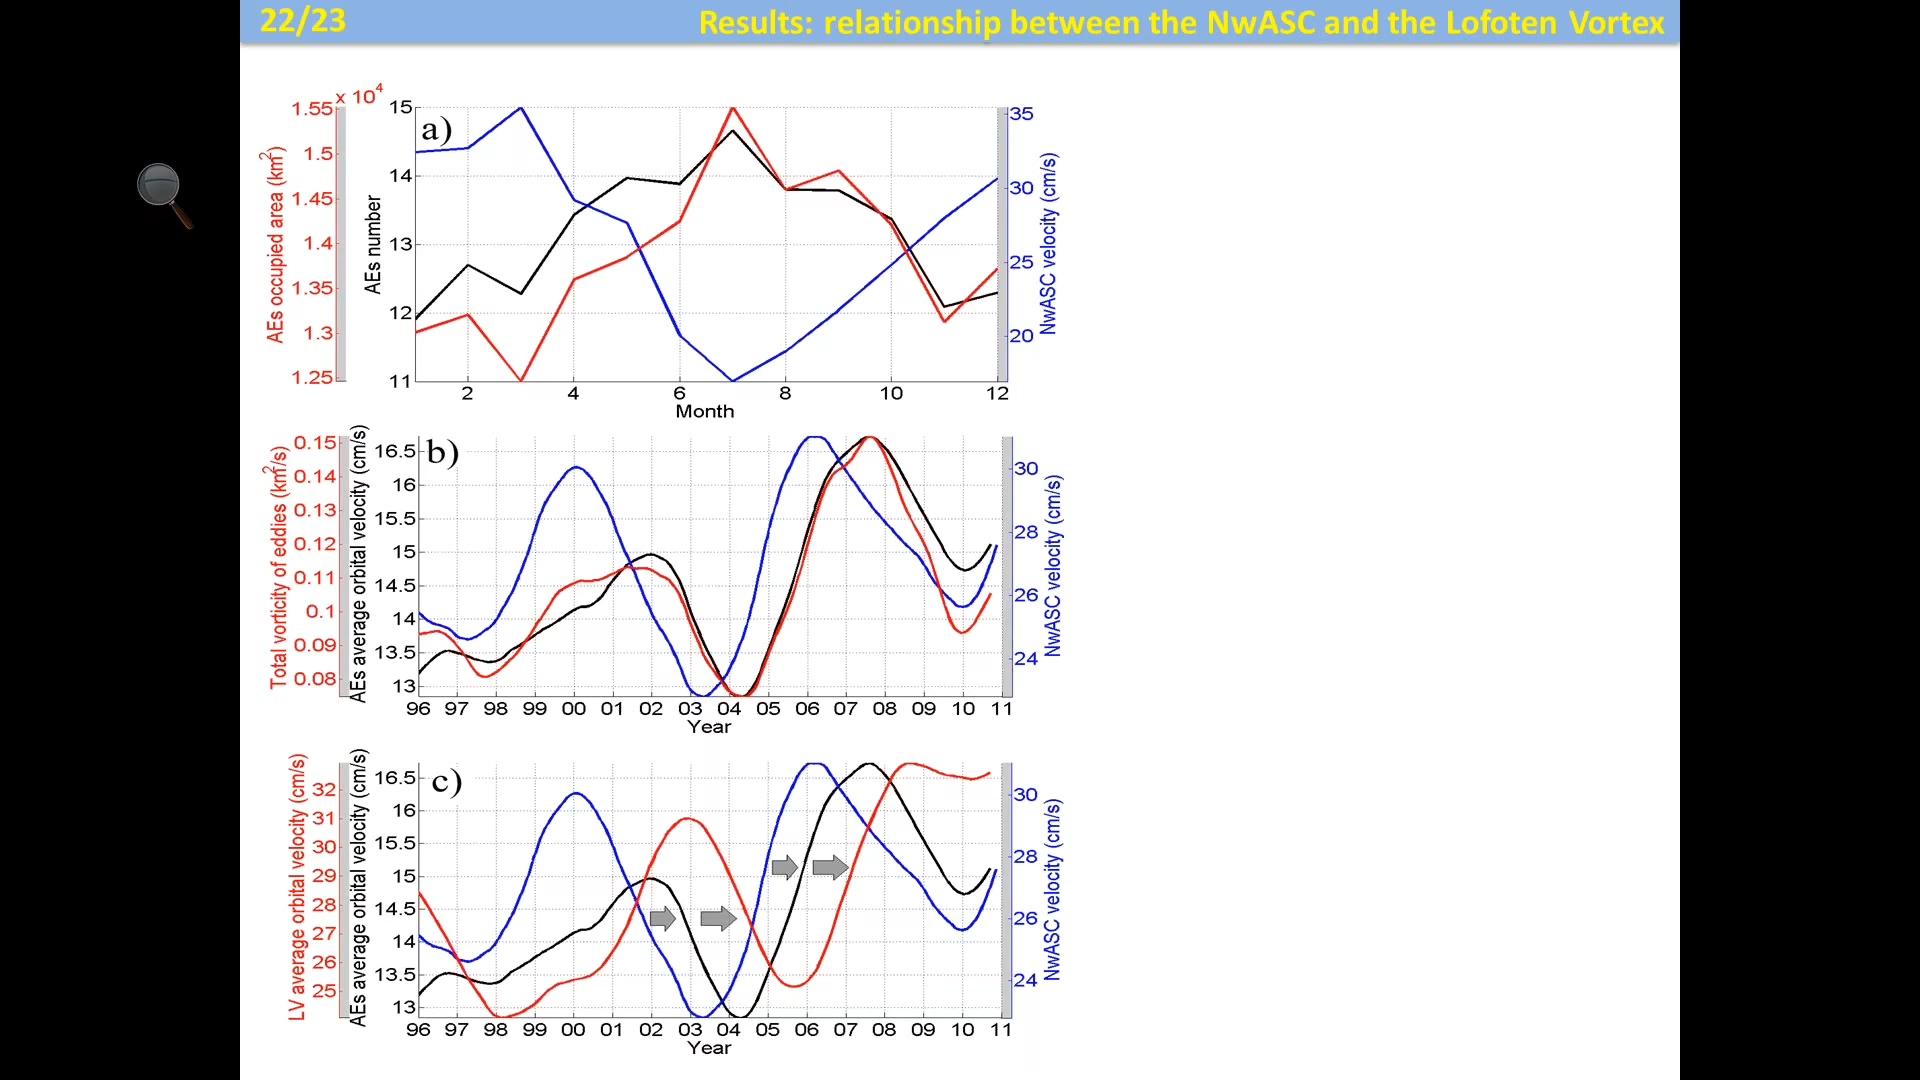 22/23
Results: relationship between the NwASC and the Lofoten Vortex
a)
x 10⁴
1.55
1.5
1.45
1.4
1.35
1.3
1.25
AEs occupied area (km²)
15
14
13
12
11
AEs number
35
30
25
20
NwASC velocity (cm/s)
2 4 6 8 10 12
Month
b)
0.15
0.14
0.13
0.12
0.11
0.1
0.09
0.08
Total vorticity of eddies (km²/s)
16.5
16
15.5
15
14.5
14
13.5
13
AEs average orbital velocity (cm/s)
30
28
26
24
NwASC velocity (cm/s)
96 97 98 99 00 01 02 03 04 05 06 07 08 09 10 11
Year
c)
32
31
30
29
28
27
26
25
LV average orbital velocity (cm/s)
16.5
16
15.5
15
14.5
14
13.5
13
AEs average orbital velocity (cm/s)
30
28
26
24
NwASC velocity (cm/s)
96 97 98 99 00 01 02 03 04 05 06 07 08 09 10 11
Year